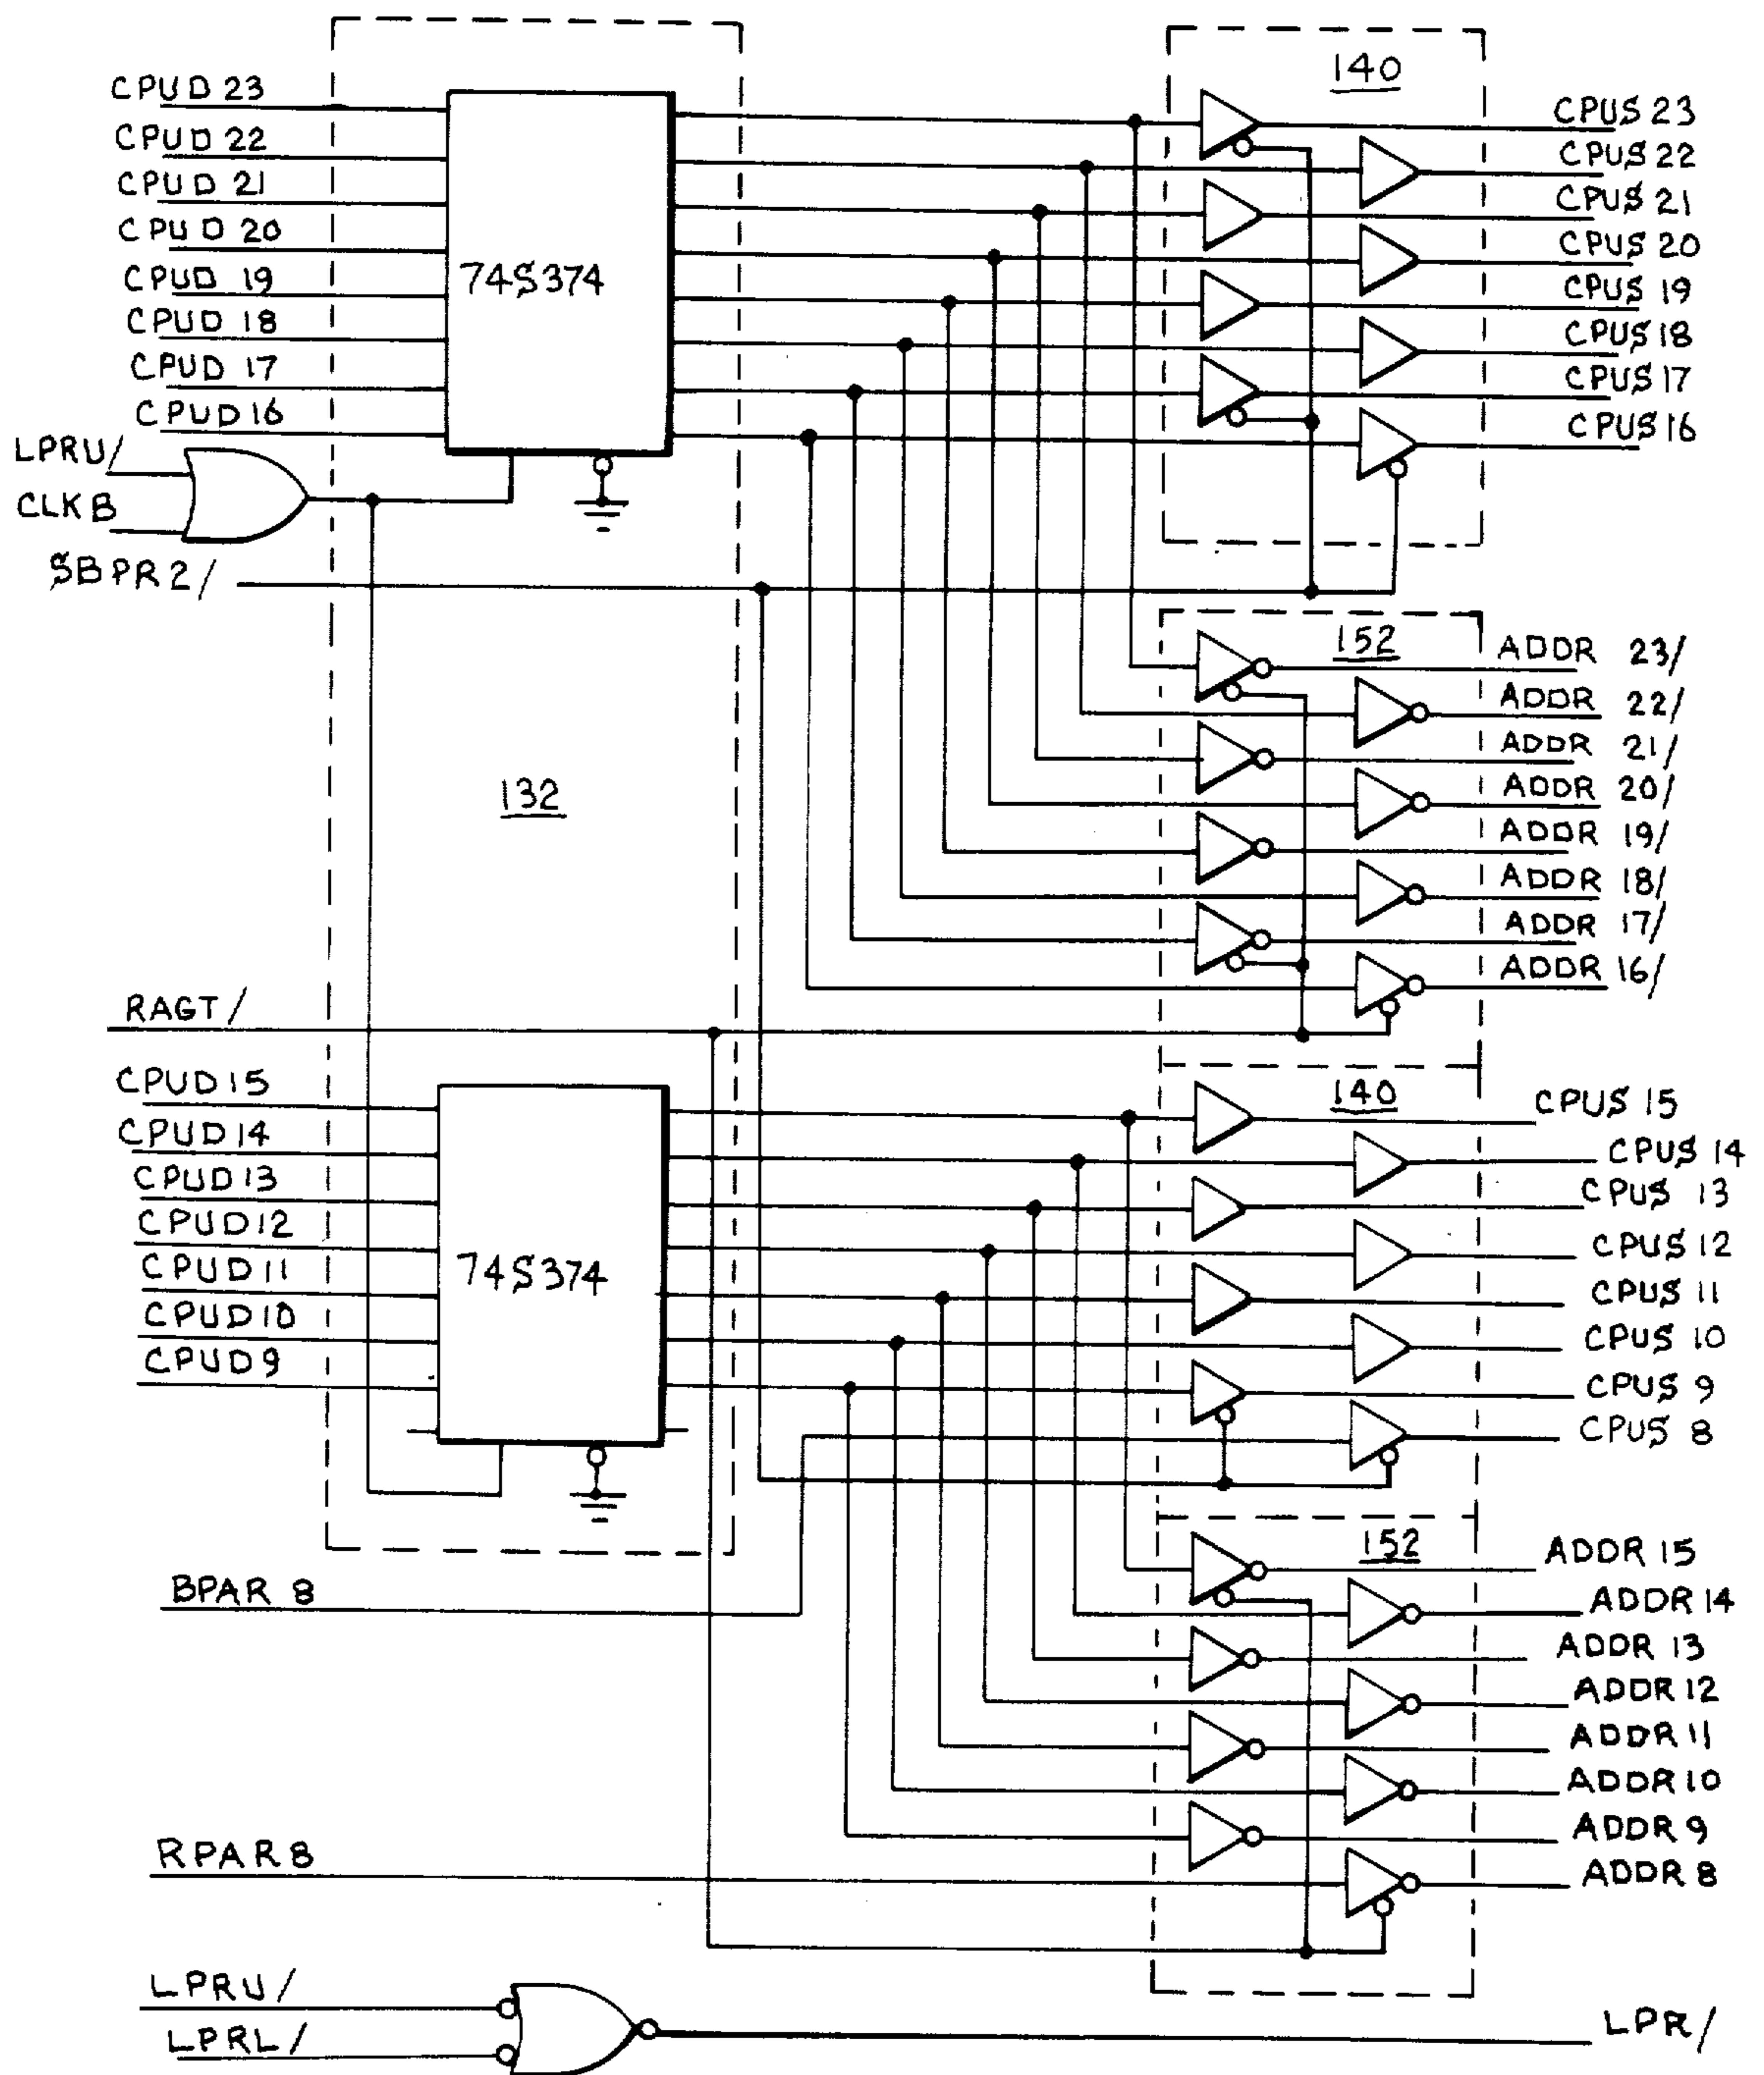 140
CPUD 23
CPUS 23
CPUD 22
CPUS 22
CPUD 21
CPUS 21
CPUD 20
CPUS 20
74S374
CPUD 19
CPUS 19
CPUD 18
CPUS 18
CPUD 17
CPUS 17
CPUD 16
CPUS 16
LPRU/
CLKB
SBPR2/
152
ADDR 23/
ADDR 22/
ADDR 21/
132
ADDR 20/
ADDR 19/
ADDR 18/
ADDR 17/
ADDR 16/
RAGT/
CPUD 15
140
CPUS 15
CPUD 14
CPUS 14
CPUD 13
CPUS 13
CPUD 12
CPUS 12
74S374
CPUD 11
CPUS 11
CPUD 10
CPUS 10
CPUD 9
CPUS 9
CPUS 8
152
ADDR 15
BPAR 8
ADDR 14
ADDR 13
ADDR 12
ADDR 11
ADDR 10
ADDR 9
RPAR 8
ADDR 8
LPRU/
LPRL/
LPR/